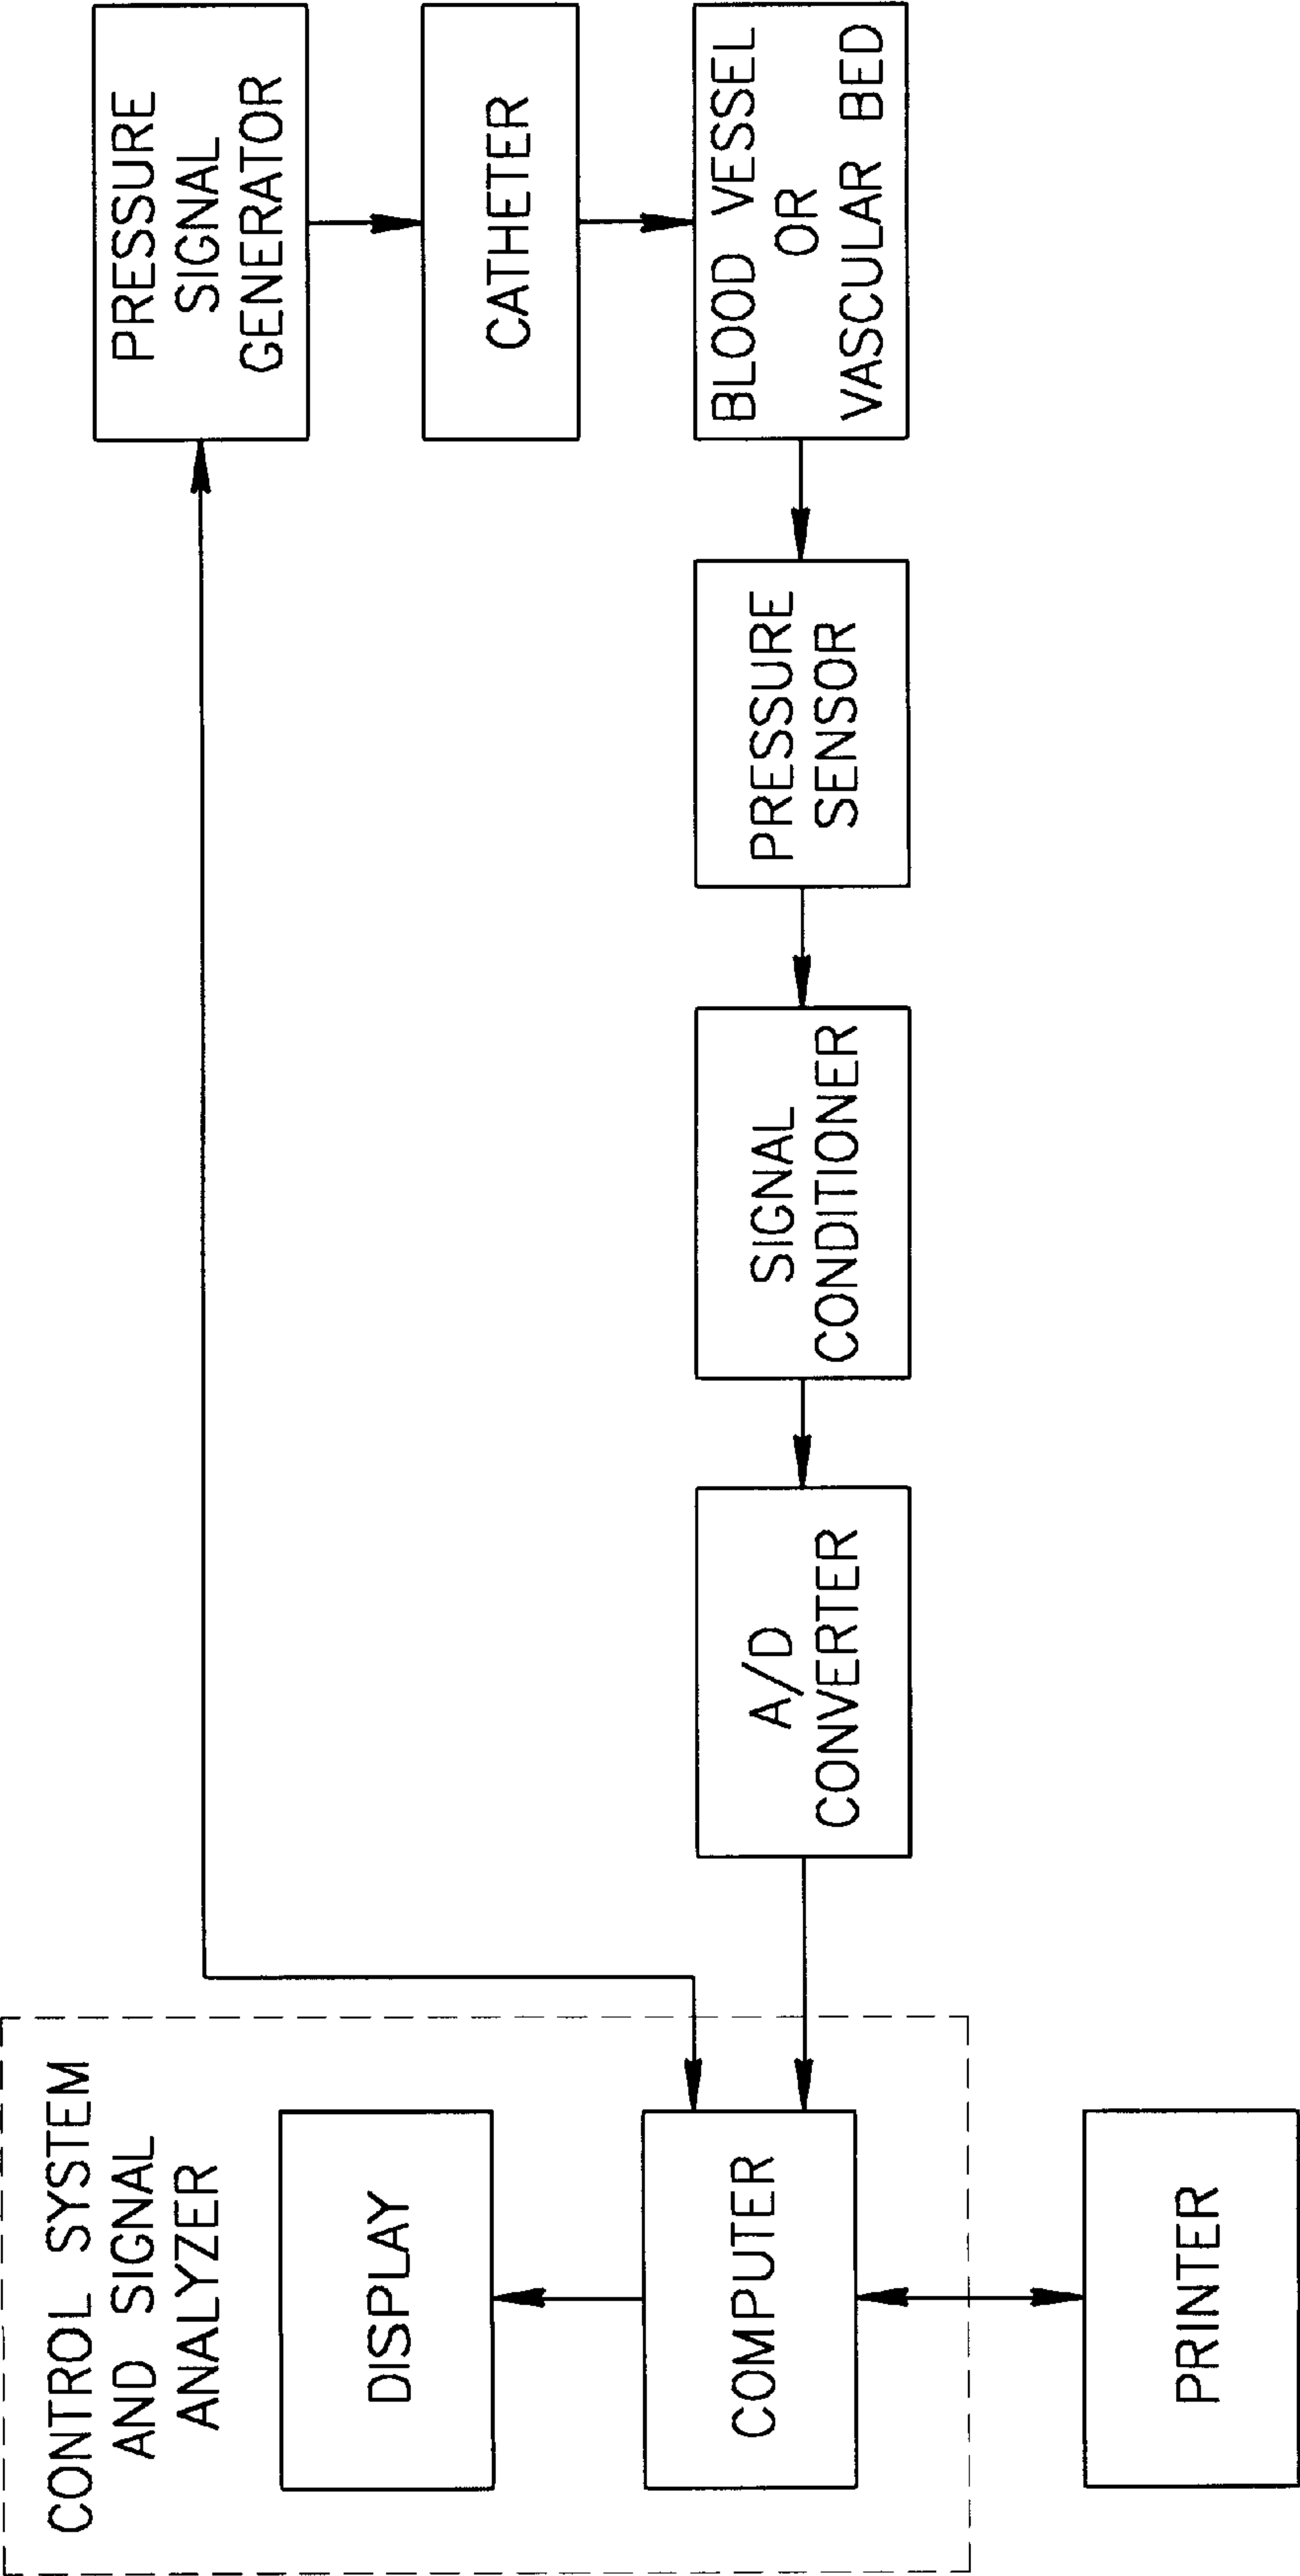 CONTROL SYSTEM
AND SIGNAL
ANALYZER
DISPLAY
COMPUTER
PRINTER
A/D
CONVERTER
SIGNAL
CONDITIONER
PRESSURE
SENSOR
PRESSURE
SIGNAL
GENERATOR
CATHETER
BLOOD VESSEL
OR
VASCULAR BED